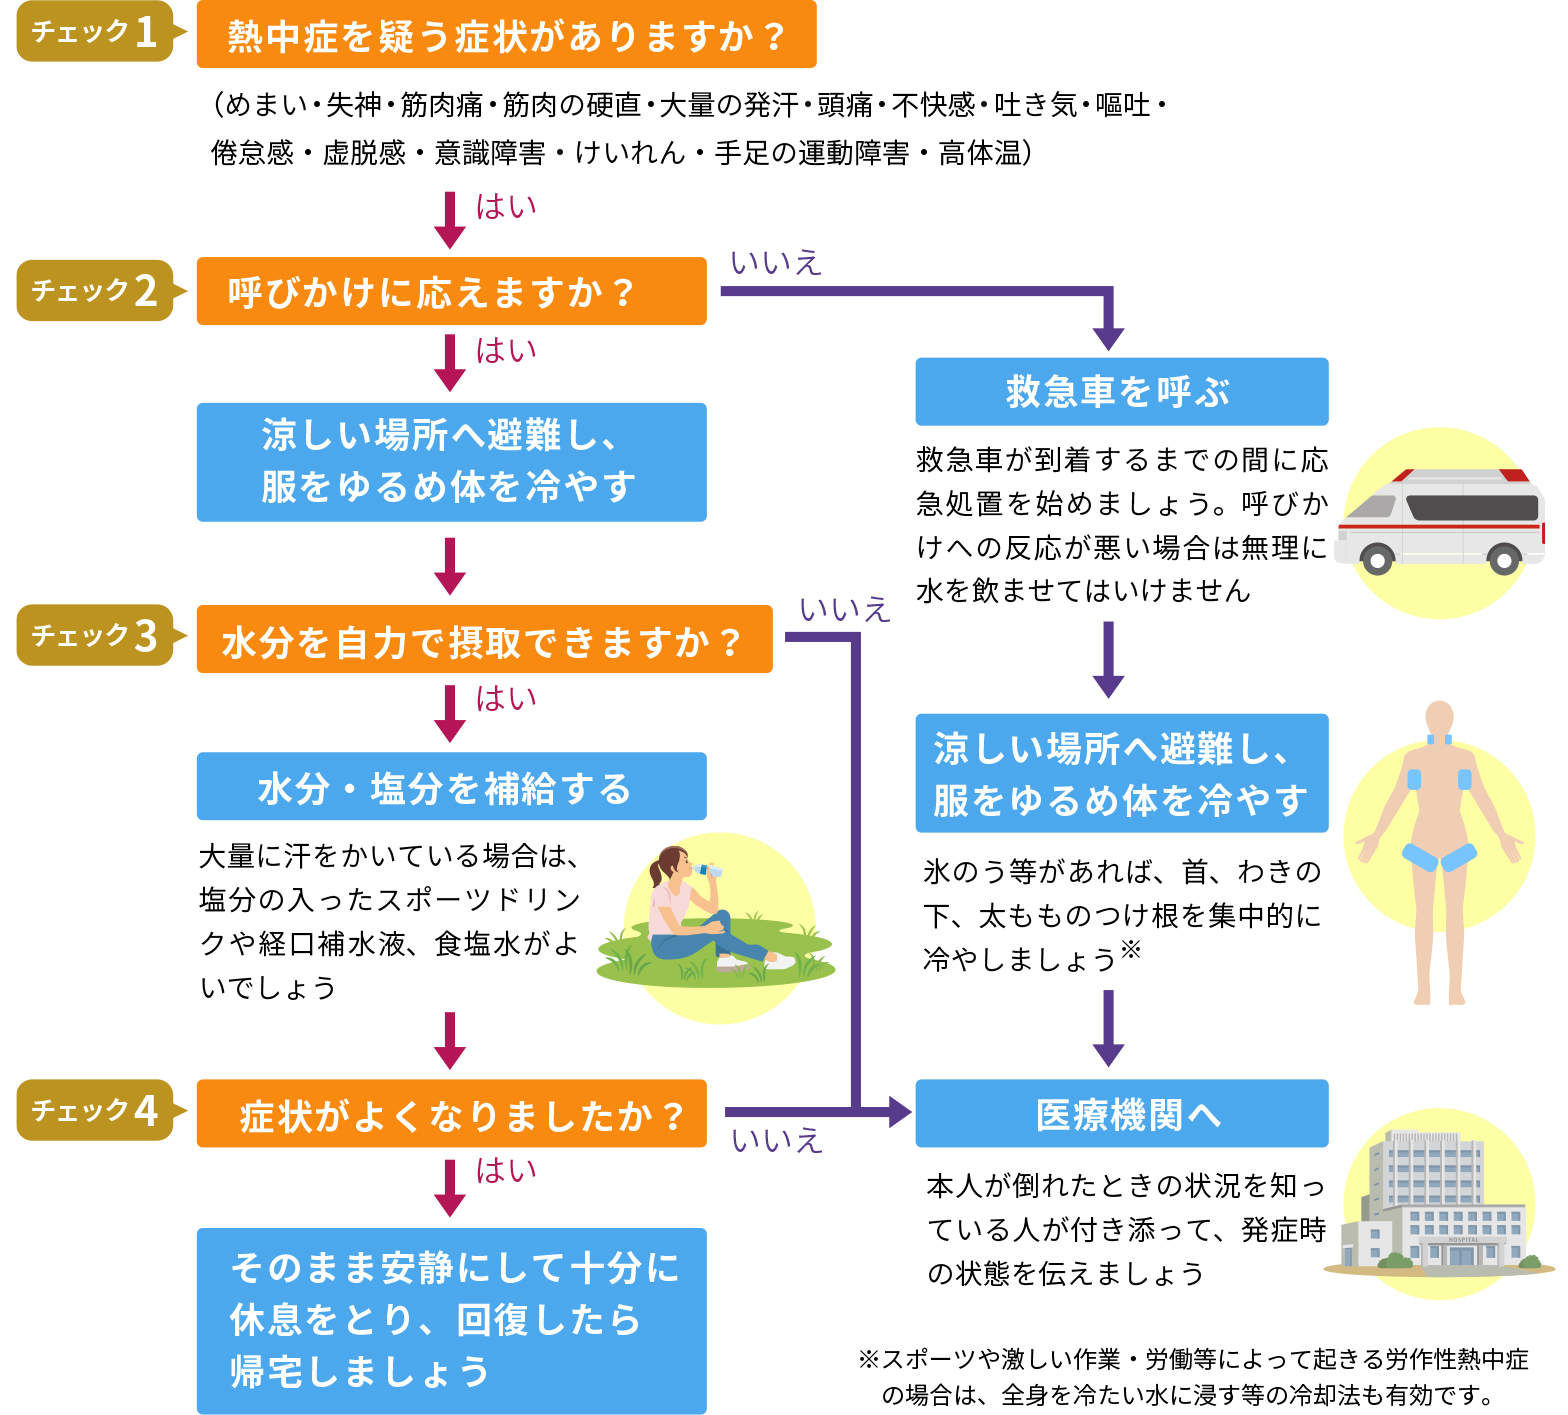 チェック1
熱中症を疑う症状がありますか？
（めまい・失神・筋肉痛・筋肉の硬直・大量の発汗・頭痛・不快感・吐き気・嘔吐・
倦怠感・虚脱感・意識障害・けいれん・手足の運動障害・高体温）
はい
チェック2
呼びかけに応えますか？
いいえ
はい
涼しい場所へ避難し、
服をゆるめ体を冷やす
救急車を呼ぶ
救急車が到着するまでの間に応
急処置を始めましょう。呼びか
けへの反応が悪い場合は無理に
水を飲ませてはいけません
チェック3
水分を自力で摂取できますか？
いいえ
はい
水分・塩分を補給する
大量に汗をかいている場合は、
塩分の入ったスポーツドリン
クや経口補水液、食塩水がよ
いでしょう
涼しい場所へ避難し、
服をゆるめ体を冷やす
氷のう等があれば、首、わきの
下、太もものつけ根を集中的に
冷やしましょう※
チェック4
症状がよくなりましたか？
いいえ
はい
そのまま安静にして十分に
休息をとり、回復したら
帰宅しましょう
医療機関へ
本人が倒れたときの状況を知っ
ている人が付き添って、発症時
の状態を伝えましょう
HOSPITAL
※スポーツや激しい作業・労働等によって起きる労作性熱中症
の場合は、全身を冷たい水に浸す等の冷却法も有効です。